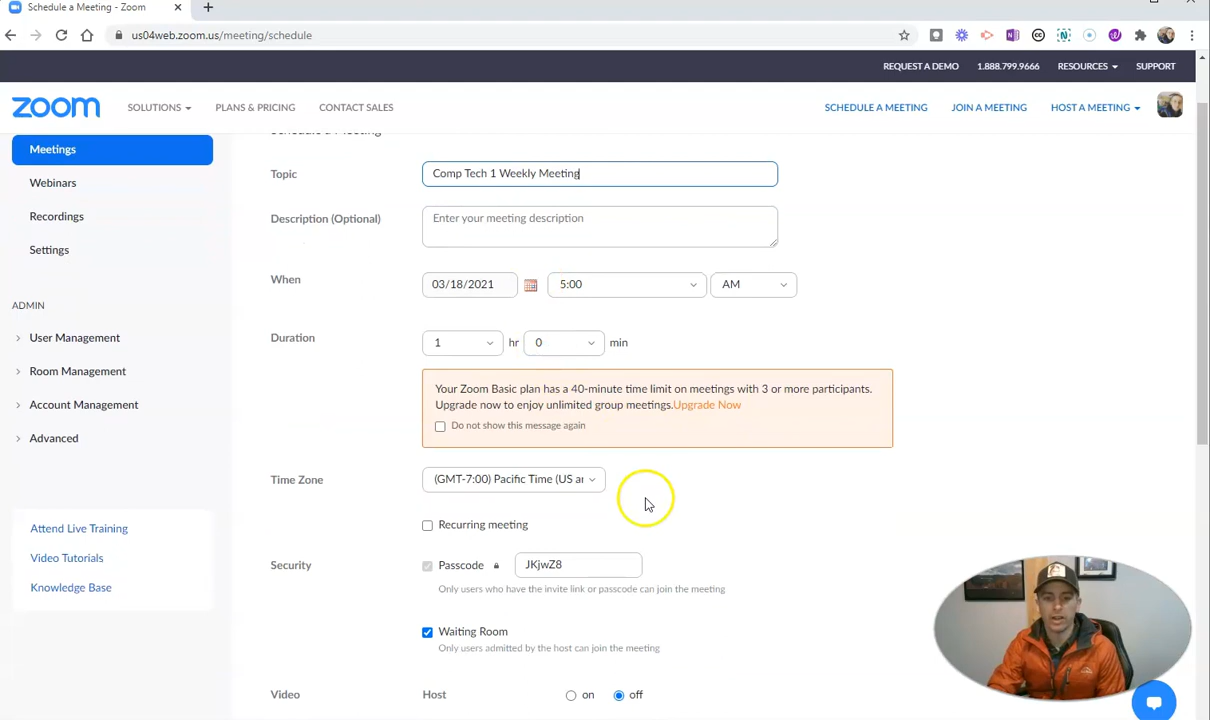 Schedule a Meeting - Zoom
us04web.zoom.us/meeting/schedule
REQUEST A DEMO 1.888.799.9666 RESOURCES SUPPORT
zoom SOLUTIONS PLANS & PRICING CONTACT SALES SCHEDULE A MEETING JOIN A MEETING HOST A MEETING
Meetings
Webinars
Recordings
Settings
ADMIN
User Management
Room Management
Account Management
Advanced
Attend Live Training
Video Tutorials
Knowledge Base
Schedule a Meeting
Topic Comp Tech 1 Weekly Meeting
Description (Optional) Enter your meeting description
When 03/18/2021 5:00 AM
Duration 1 hr 0 min
Your Zoom Basic plan has a 40-minute time limit on meetings with 3 or more participants.
Upgrade now to enjoy unlimited group meetings.Upgrade Now
Do not show this message again
Time Zone (GMT-7:00) Pacific Time (US ar
Recurring meeting
Security Passcode JKjwZ8
Only users who have the invite link or passcode can join the meeting
Waiting Room
Only users admitted by the host can join the meeting
Video Host on off